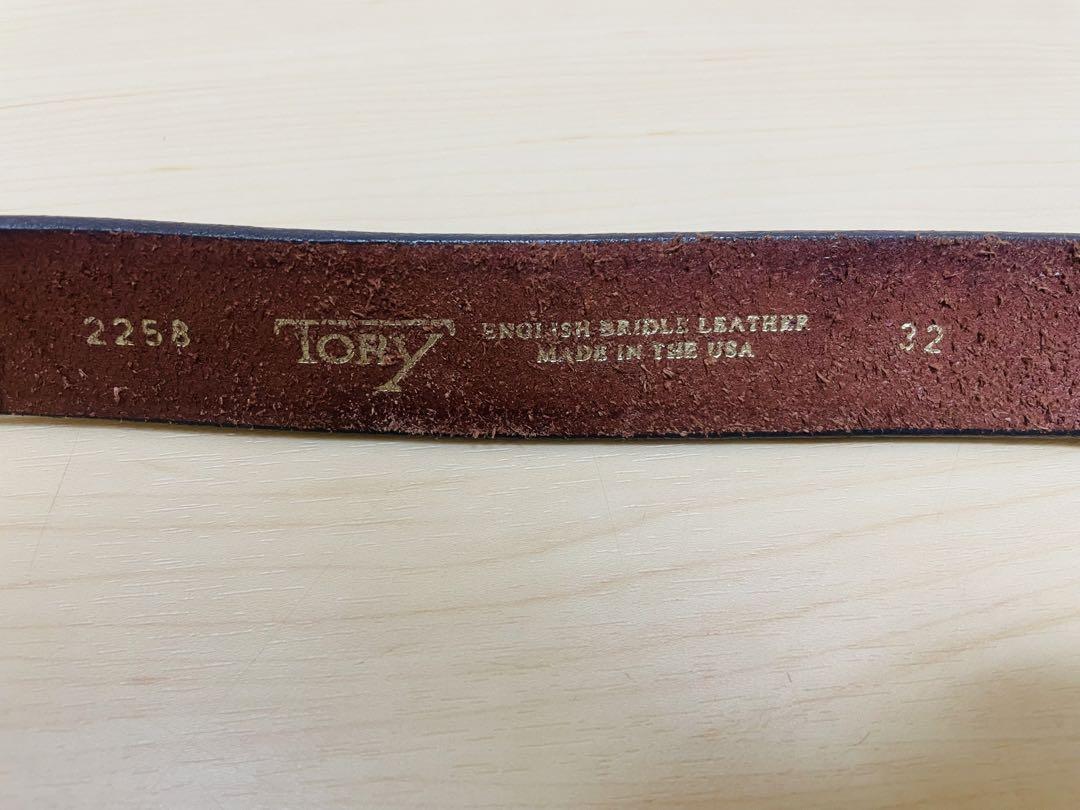 2258
TORY
ENGLISH BRIDLE LEATHER
MADE IN THE USA
32